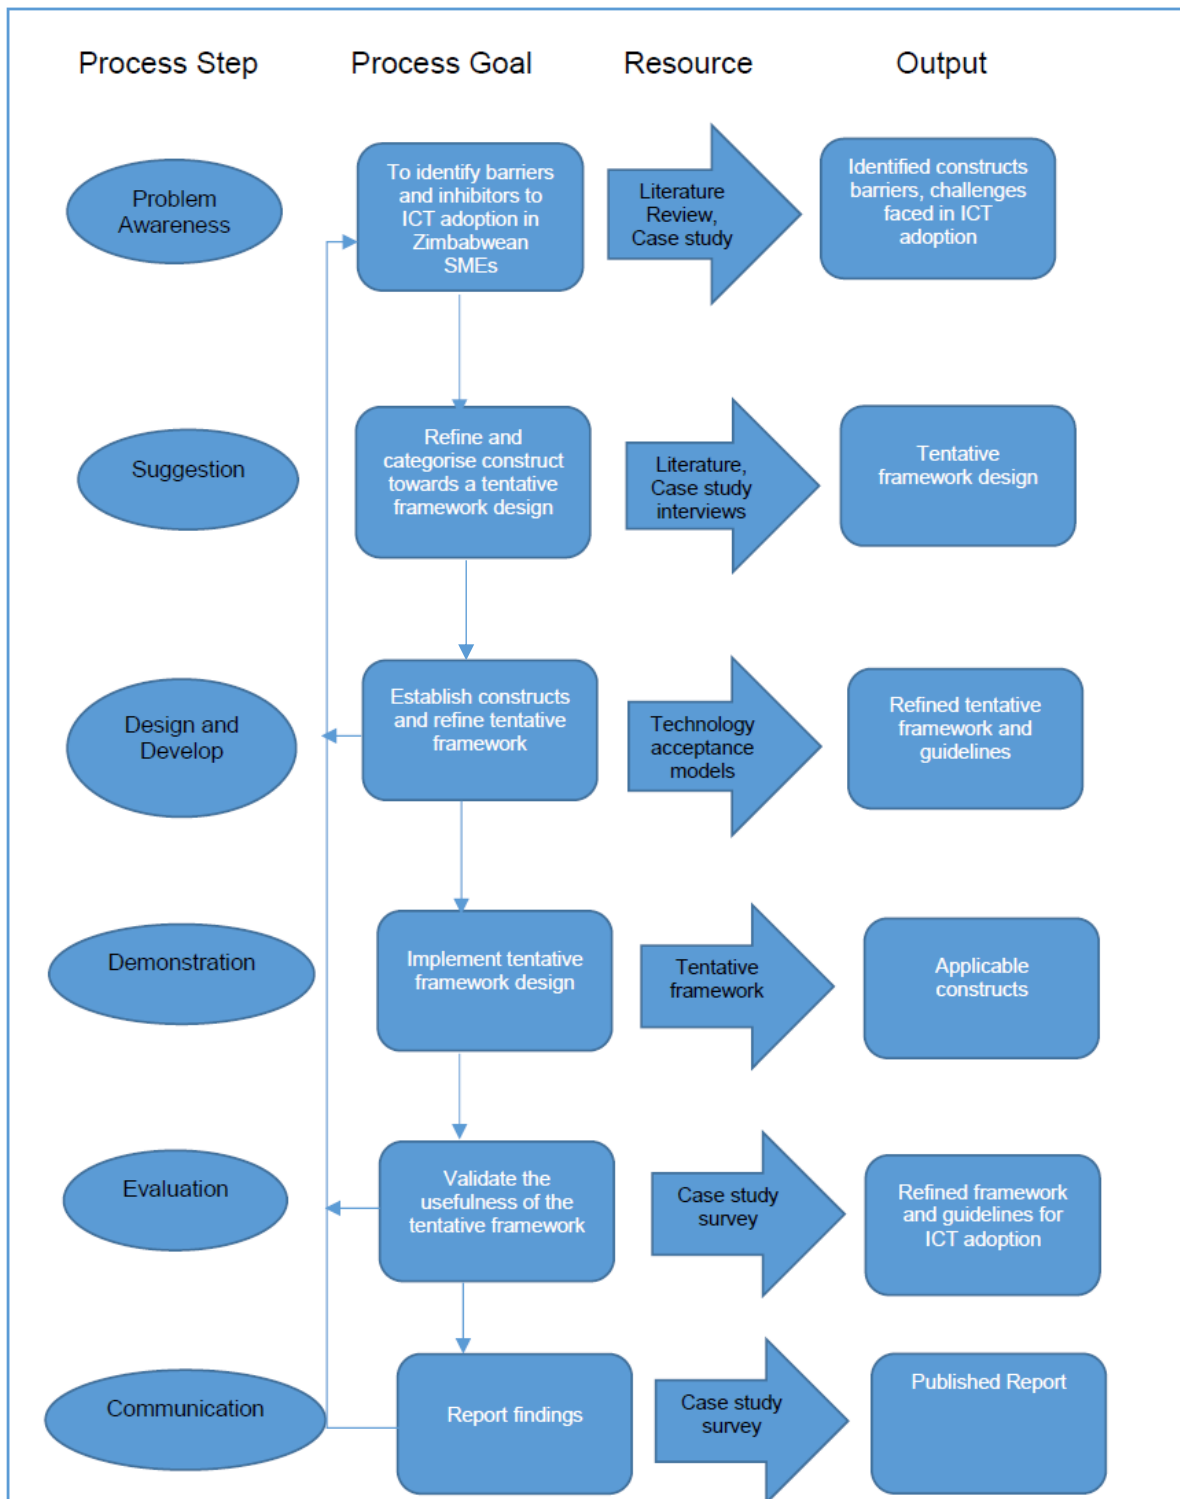 Process Step
Process Goal
Resource
Output
Problem
Awareness
To identify barriers
and inhibitors to
ICT adoption in
Zimbabwean
SMEs
Literature
Review,
Case study
Identified constructs
barriers, challenges
faced in ICT
adoption
Suggestion
Refine and
categorise construct
towards a tentative
framework design
Literature,
Case study
interviews
Tentative
framework design
Design and
Develop
Establish constructs
and refine tentative
framework
Technology
acceptance
models
Refined tentative
framework and
guidelines
Demonstration
Implement tentative
framework design
Tentative
framework
Applicable
constructs
Evaluation
Validate the
usefulness of the
tentative framework
Case study
survey
Refined framework
and guidelines for
ICT adoption
Communication
Report findings
Case study
survey
Published Report